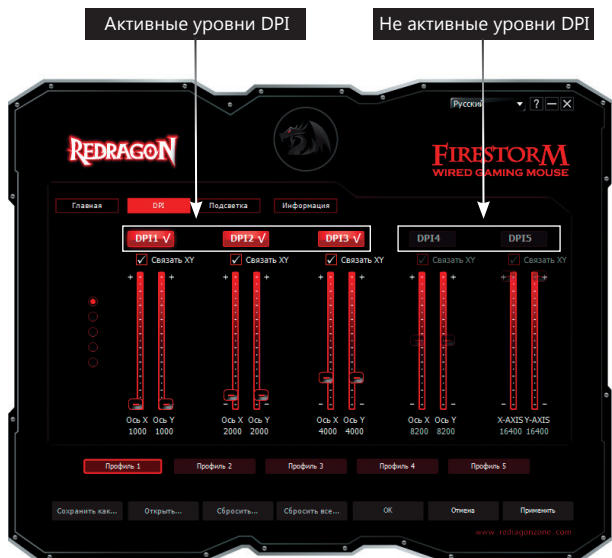 Активные уровни DPI
Не активные уровни DPI
Русский
REDRAGON
FIRESTORM
WIRED GAMING MOUSE
Главная DPI Подсветка Информация
DPI1 √ DPI2 √ DPI3 √ DPI4 DPI5
Связать XY Связать XY Связать XY Связать XY Связать XY
Ось X Ось Y Ось X Ось Y Ось X Ось Y Ось X Ось Y X-AXIS Y-AXIS
1000 1000 2000 2000 4000 4000 8200 8200 16400 16400
Профиль 1 Профиль 2 Профиль 3 Профиль 4 Профиль 5
Сохранить как... Открыть... Сбросить... Сбросить все... OK Отмена Применить
www.redragonzone.com